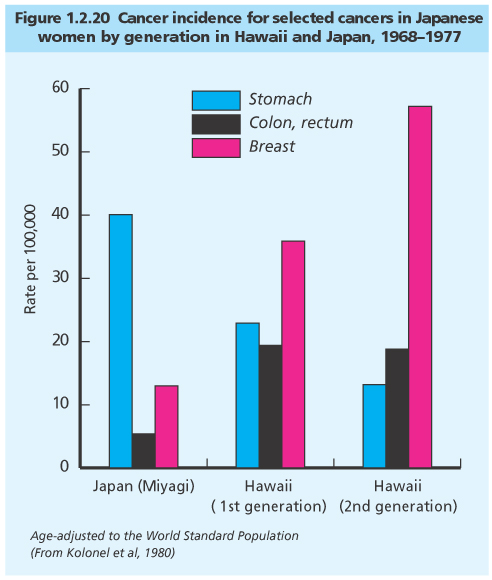 Figure 1.2.20 Cancer incidence for selected cancers in Japanese
women by generation in Hawaii and Japan, 1968–1977
Stomach
Colon, rectum
Breast
Rate per 100,000
60
50
40
30
20
10
0
Japan (Miyagi)
Hawaii
( 1st generation)
Hawaii
(2nd generation)
Age-adjusted to the World Standard Population
(From Kolonel et al, 1980)